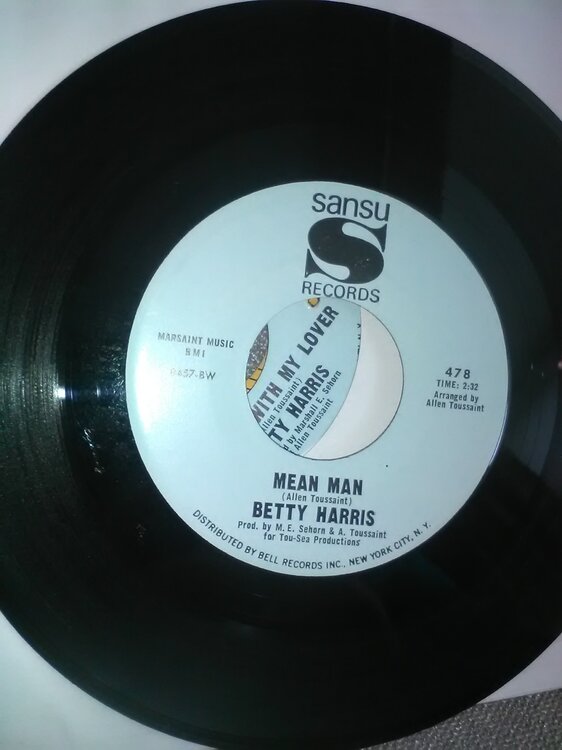 sansu
S
RECORDS
MARSAINT MUSIC
BMI
478
TIME: 2:32
Arranged by
Allen Toussaint
WITH MY LOVER
Toussaint)
TY HARRIS
d by Marshall E. Sehorn
Allen Toussaint
MEAN MAN
(Allen Toussaint)
BETTY HARRIS
Prod. by M. E. Sehorn & A. Toussaint
for Tou-Sea Productions
DISTRIBUTED BY BELL RECORDS INC., NEW YORK CITY, N. Y.